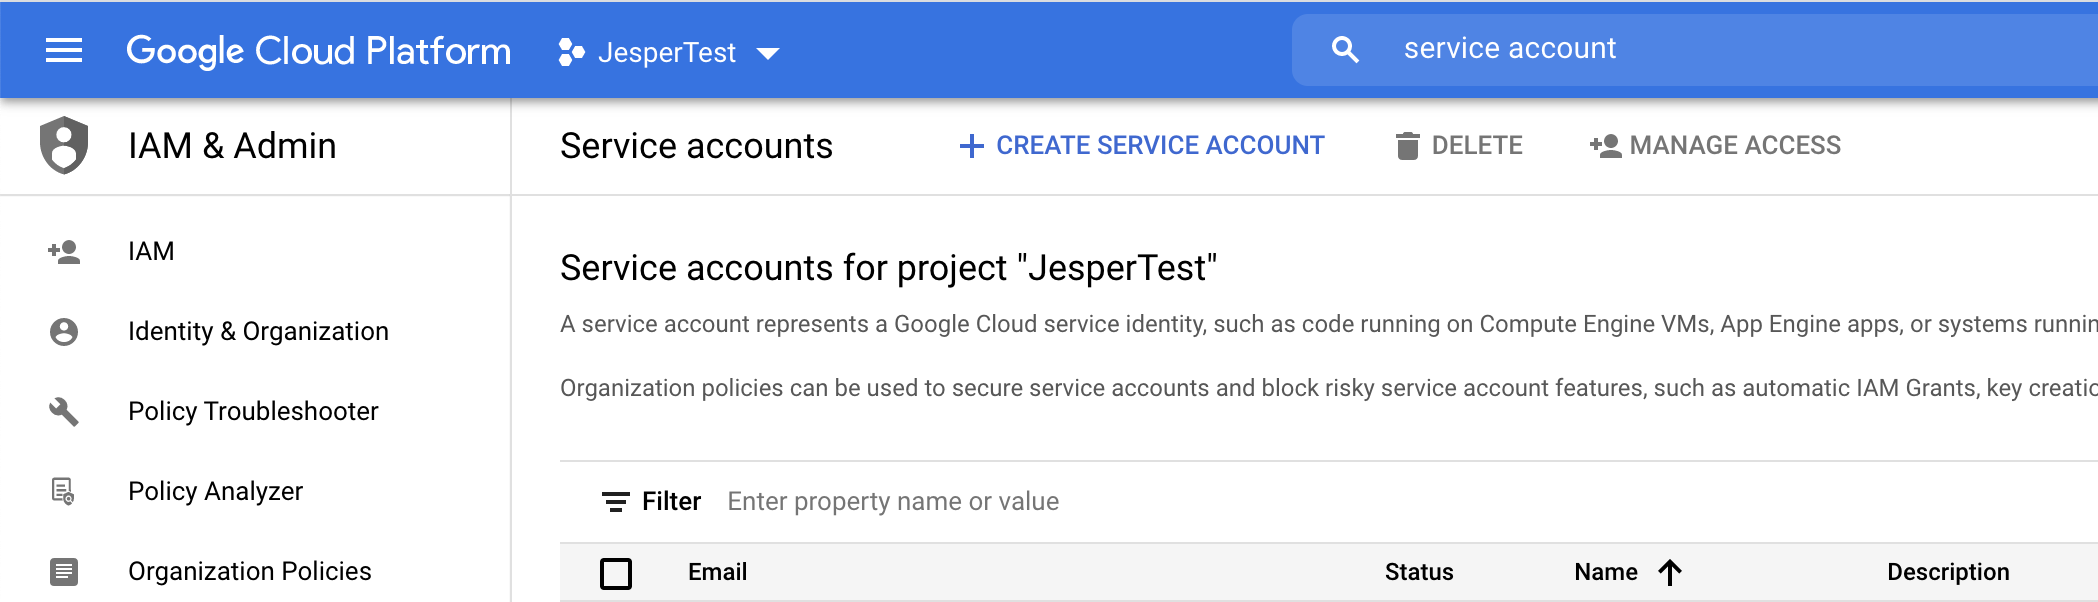 Google Cloud Platform
JesperTest
service account
IAM & Admin
Service accounts
CREATE SERVICE ACCOUNT
DELETE
MANAGE ACCESS
IAM
Identity & Organization
Policy Troubleshooter
Policy Analyzer
Organization Policies
Service accounts for project "JesperTest"
A service account represents a Google Cloud service identity, such as code running on Compute Engine VMs, App Engine apps, or systems runnin
Organization policies can be used to secure service accounts and block risky service account features, such as automatic IAM Grants, key creatio
Filter Enter property name or value
Email Status Name Description